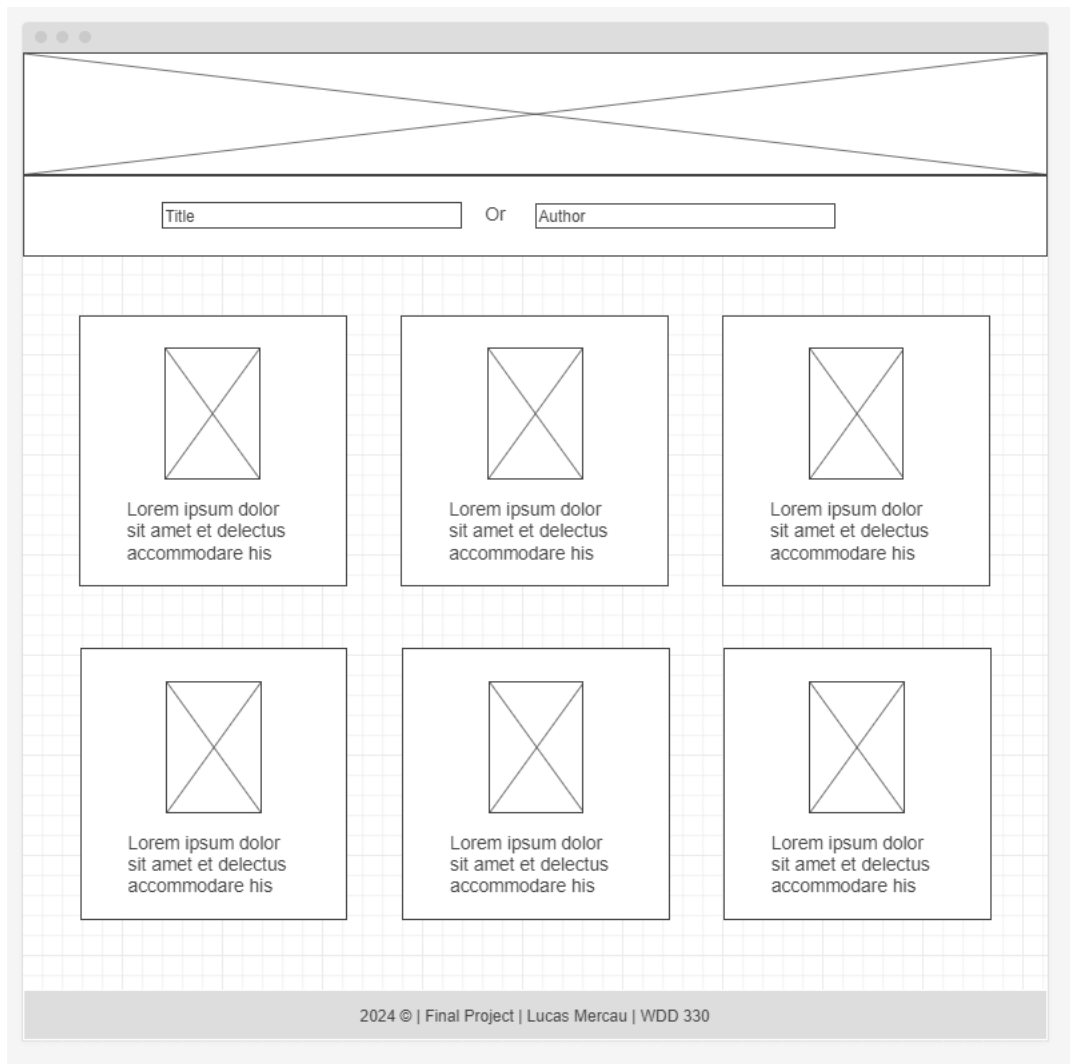 Title Or Author
Lorem ipsum dolor
sit amet et delectus
accommodare his
Lorem ipsum dolor
sit amet et delectus
accommodare his
Lorem ipsum dolor
sit amet et delectus
accommodare his
Lorem ipsum dolor
sit amet et delectus
accommodare his
Lorem ipsum dolor
sit amet et delectus
accommodare his
Lorem ipsum dolor
sit amet et delectus
accommodare his
2024 © | Final Project | Lucas Mercau | WDD 330